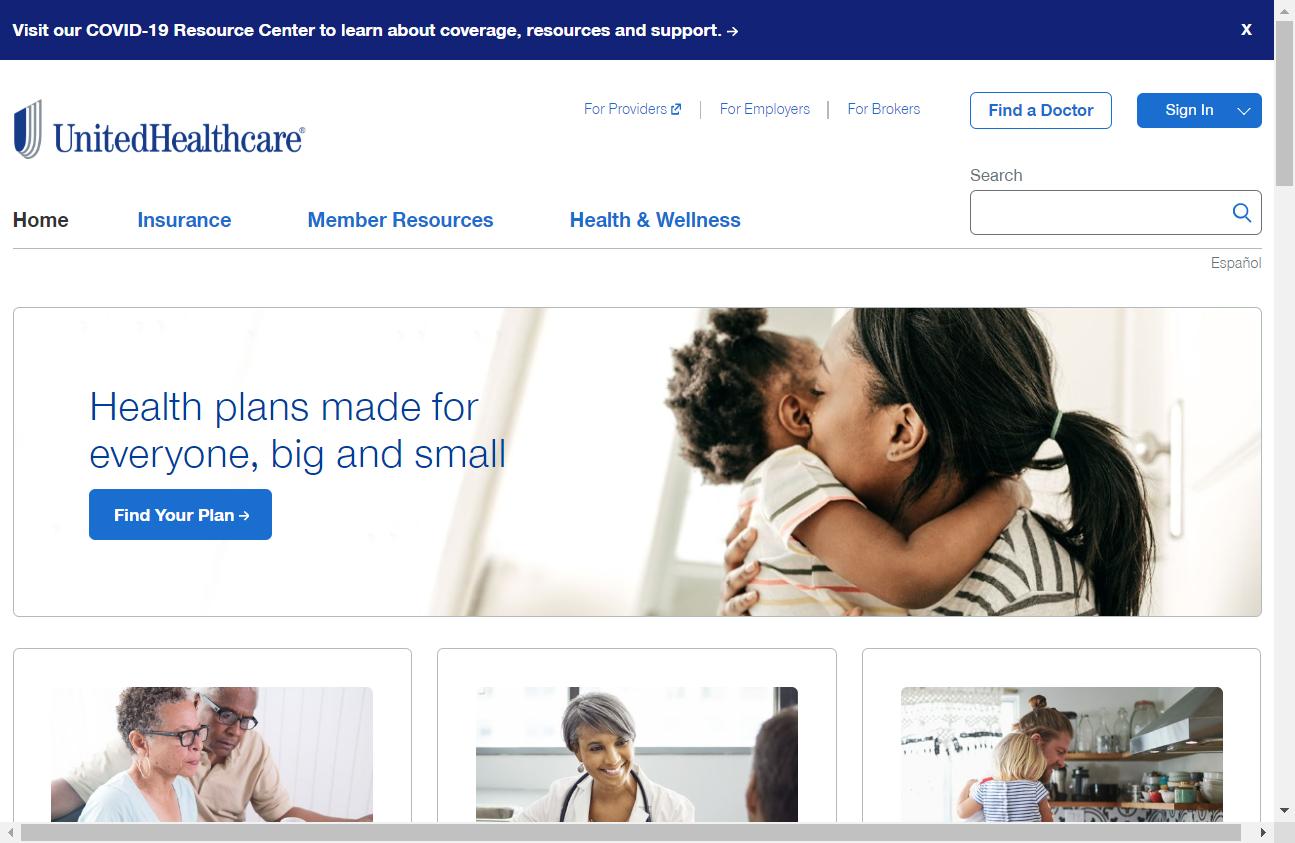 Visit our COVID-19 Resource Center to learn about coverage, resources and support. →
X
UnitedHealthcare®
For Providers
For Employers
For Brokers
Find a Doctor
Sign In
Search
Home
Insurance
Member Resources
Health & Wellness
Español
Health plans made for
everyone, big and small
Find Your Plan →